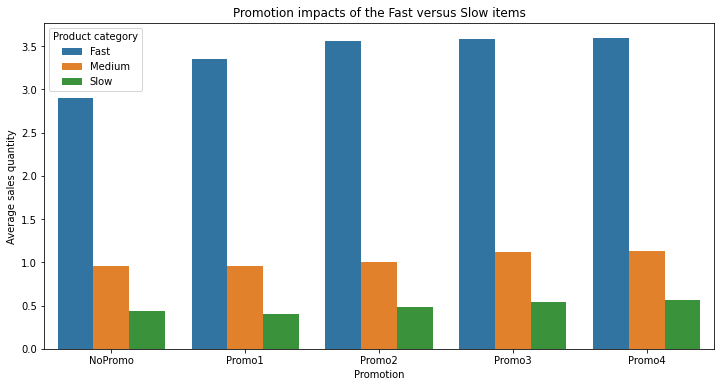 Promotion impacts of the Fast versus Slow items
Product category
Fast
Medium
Slow
Average sales quantity
3.5
3.0
2.5
2.0
1.5
1.0
0.5
0.0
NoPromo Promo1 Promo2 Promo3 Promo4
Promotion